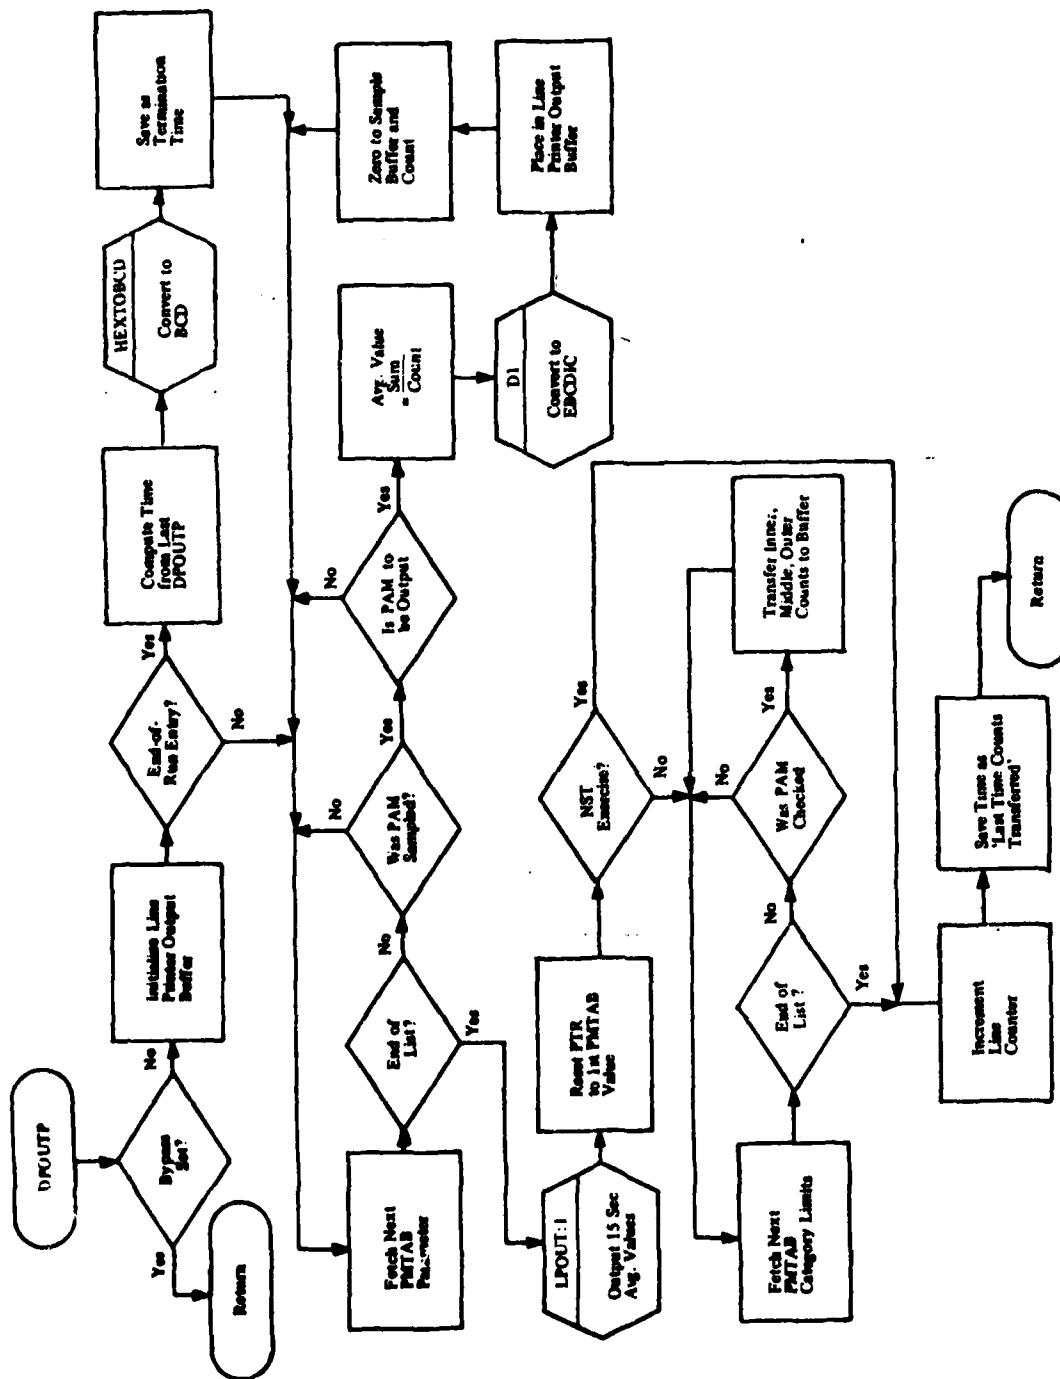 DPOUTP
Bypass
Set?
Yes
Return
No
Initialize Line
Printer Output
Buffer
End-of-
Run Entry?
Yes
No
Compute Time
from Last
DPOUTP
HEXTOBCD
Convert to
BCD
Save as
Termination
Time
Fetch Next
PMTAB
Parameter
End of
List?
No
Yes
Was PAM
Sampled?
No
Yes
Is PAM to
be Output
No
Yes
Avg. Value
= Sum
Count
D1
Convert to
EBCDIC
Place in Line
Printer Output
Buffer
Zero to Sample
Buffer and
Count
LPOUT:1
Output 15 Sec
Avg. Values
Reset PTR
to 1st PMTAB
Value
NST
Exercise?
Yes
No
Fetch Next
PMTAB
Category Limits
End of
List?
No
Yes
Was PAM
Checked
No
Yes
Transfer Inner,
Middle, Outer
Counts to Buffer
Increment
Line
Counter
Save Time as
'Last Time Counts
Transferred'
Return